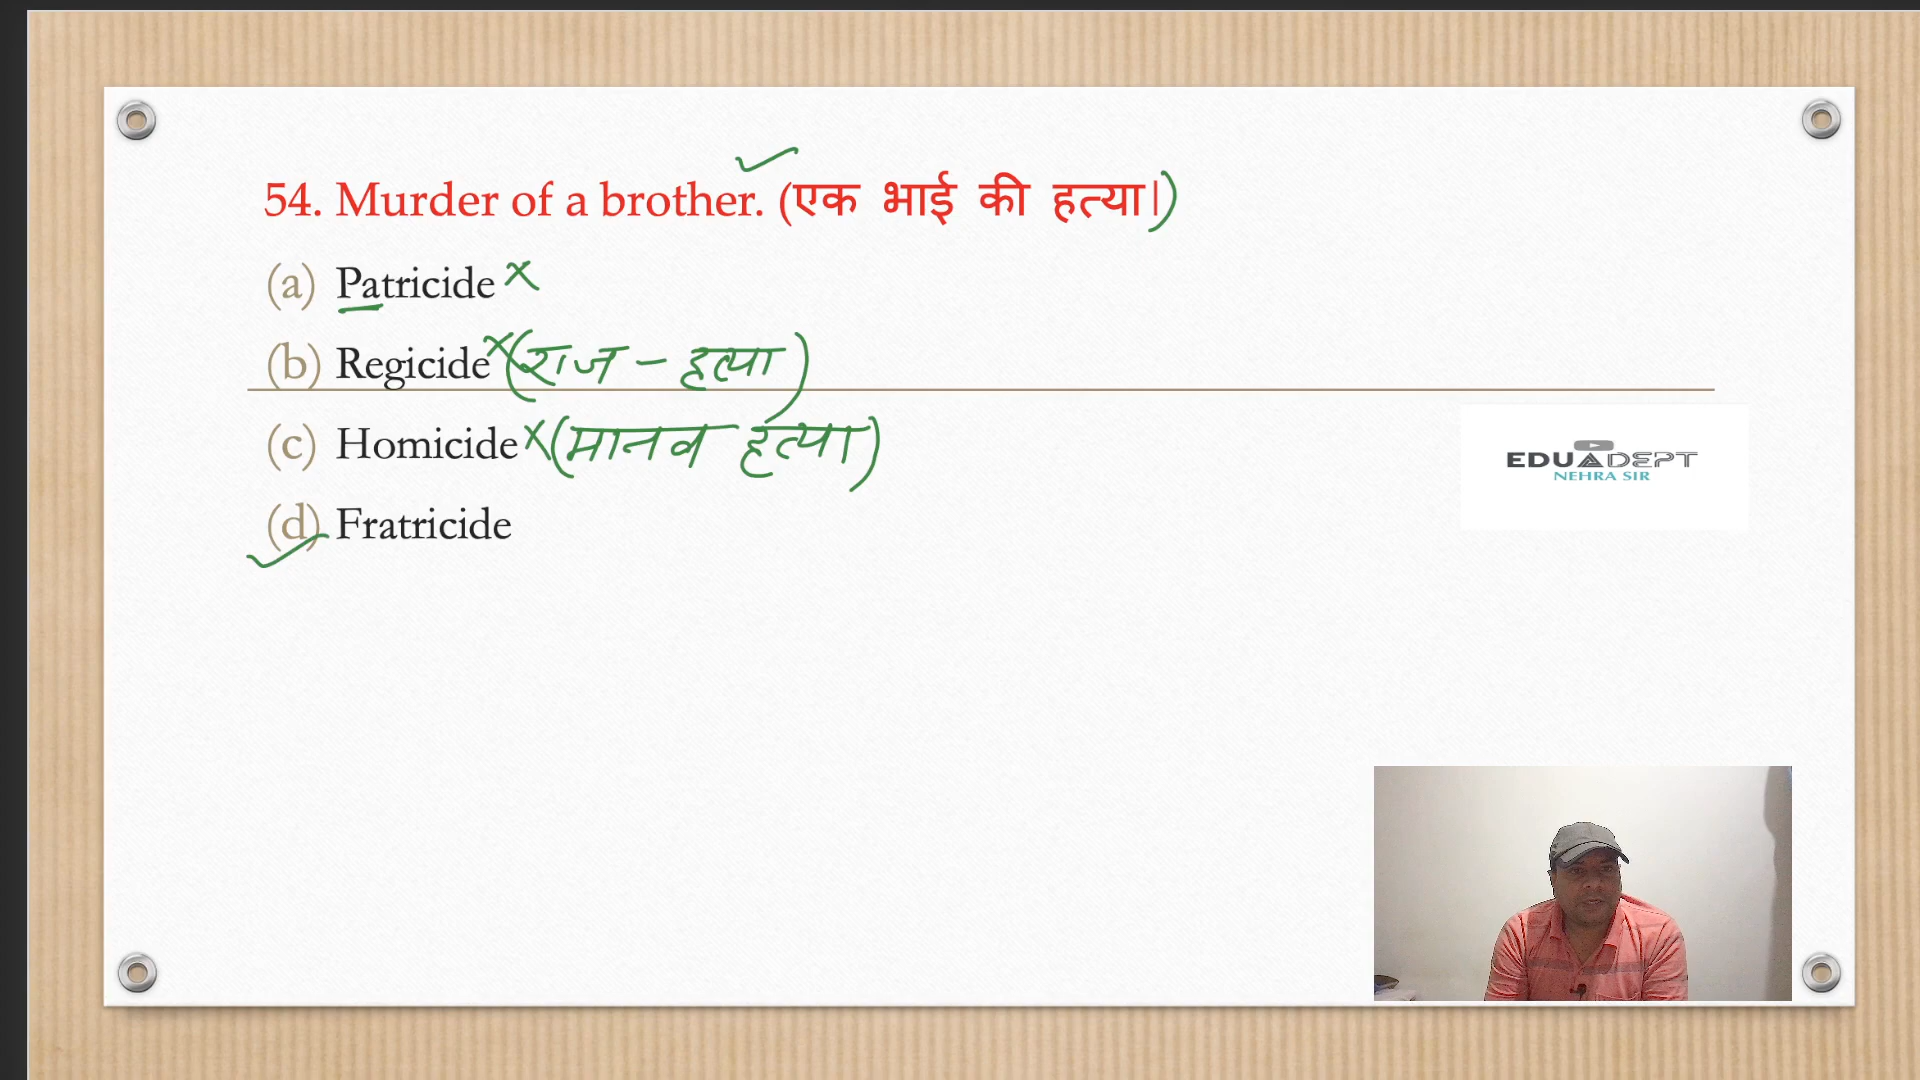 54. Murder of a brother. (एक भाई की हत्या।)
(a) Patricide x
(b) Regicide x (राज - हत्या)
(c) Homicide x (मानव हत्या)
(d) Fratricide
EDUADEPT
NEHRA SIR